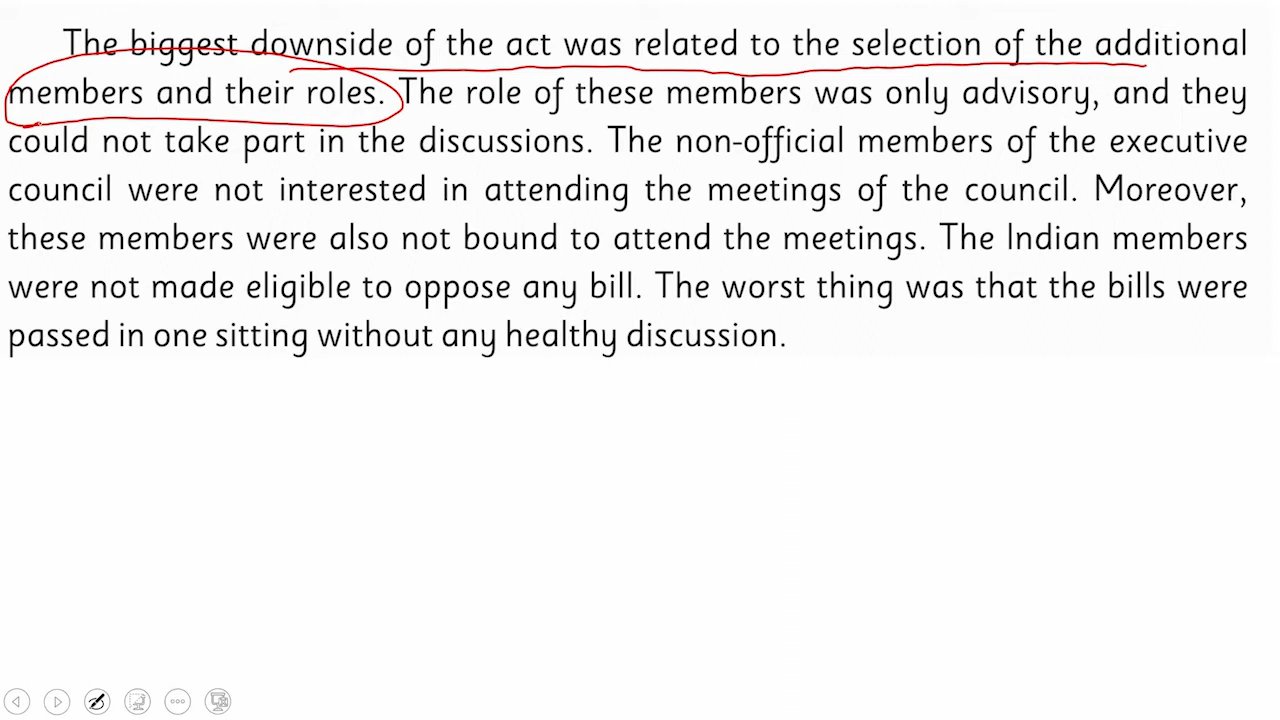 The biggest downside of the act was related to the selection of the additional
members and their roles. The role of these members was only advisory, and they
could not take part in the discussions. The non-official members of the executive
council were not interested in attending the meetings of the council. Moreover,
these members were also not bound to attend the meetings. The Indian members
were not made eligible to oppose any bill. The worst thing was that the bills were
passed in one sitting without any healthy discussion.